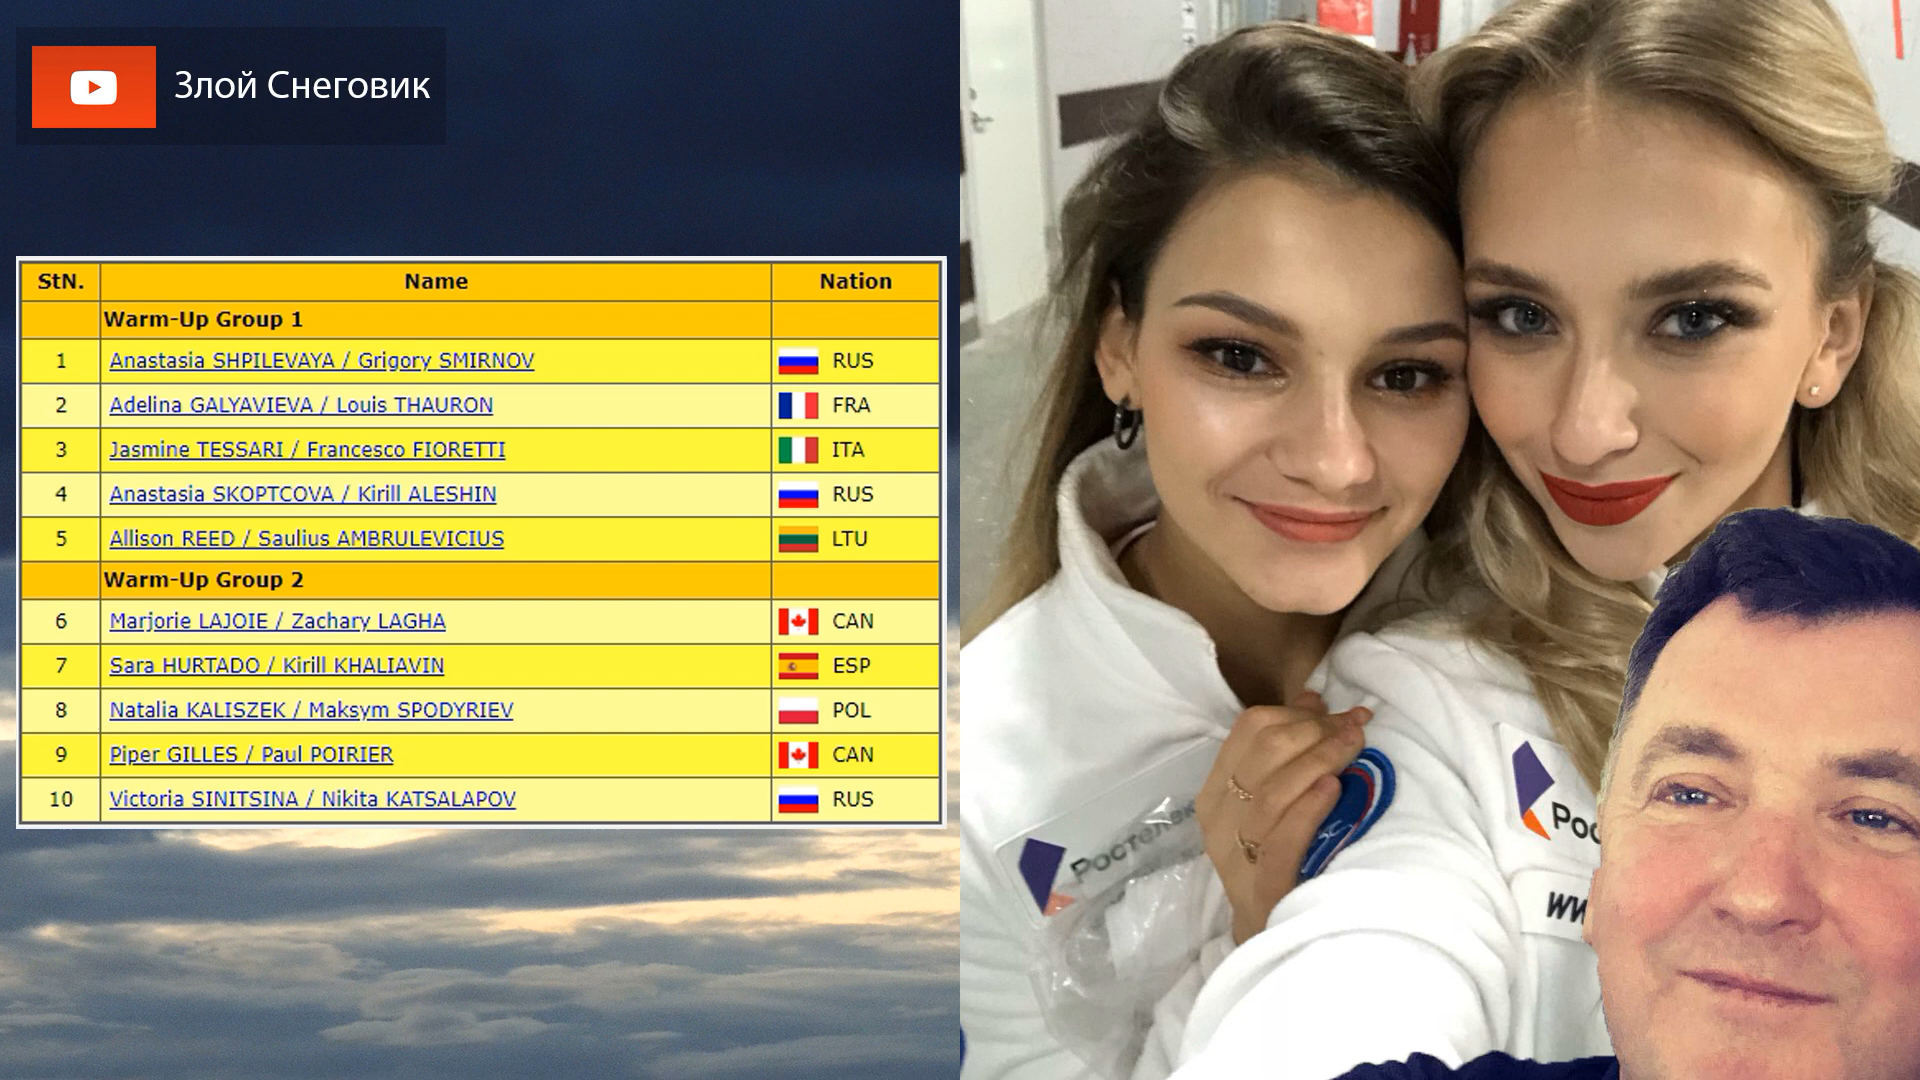 Злой Снеговик
StN. Name Nation
Warm-Up Group 1
1 Anastasia SHPILEVAYA / Grigory SMIRNOV RUS
2 Adelina GALYAVIEVA / Louis THAURON FRA
3 Jasmine TESSARI / Francesco FIORETTI ITA
4 Anastasia SKOPTCOVA / Kirill ALESHIN RUS
5 Allison REED / Saulius AMBRULEVICIUS LTU
Warm-Up Group 2
6 Marjorie LAJOIE / Zachary LAGHA CAN
7 Sara HURTADO / Kirill KHALIAVIN ESP
8 Natalia KALISZEK / Maksym SPODYRIEV POL
9 Piper GILLES / Paul POIRIER CAN
10 Victoria SINITSINA / Nikita KATSALAPOV RUS
Ростелек
Рос